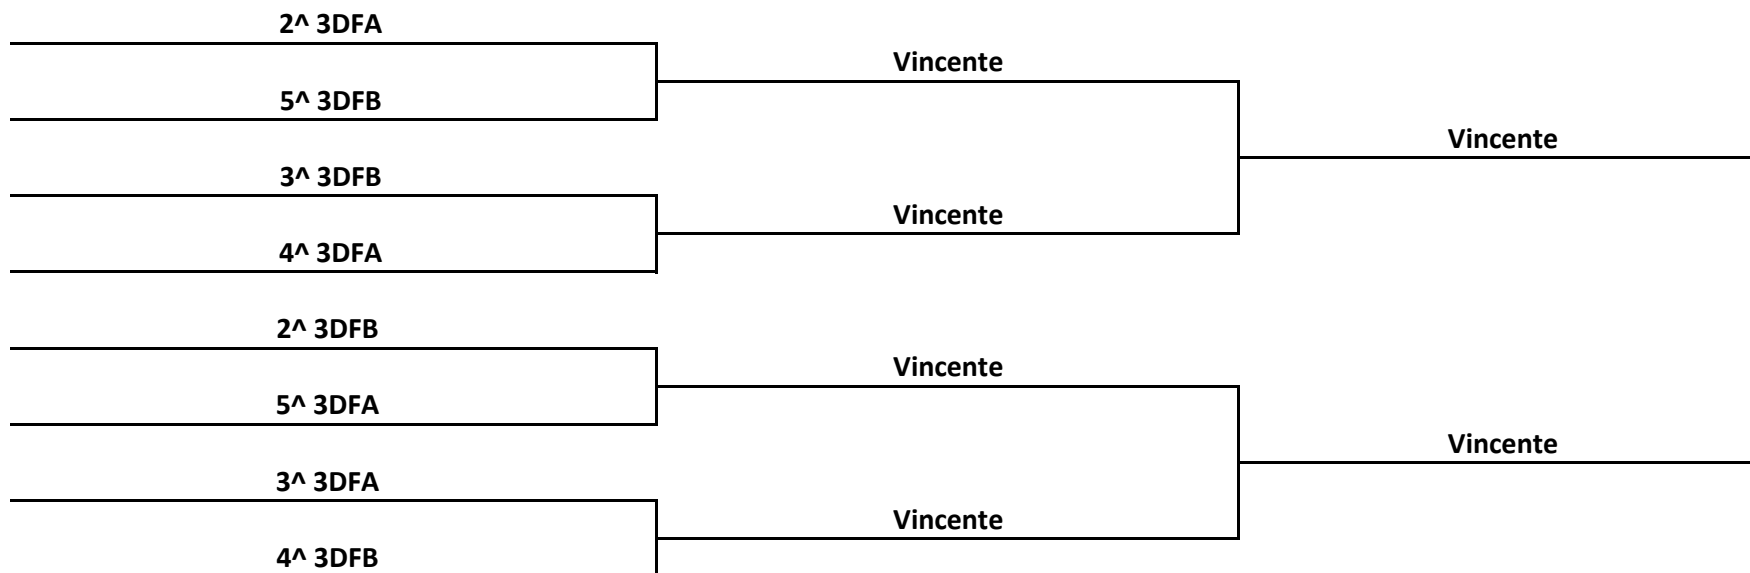 2^ 3DFA
Vincente
5^ 3DFB
Vincente
3^ 3DFB
Vincente
4^ 3DFA
2^ 3DFB
Vincente
5^ 3DFA
Vincente
3^ 3DFA
Vincente
4^ 3DFB